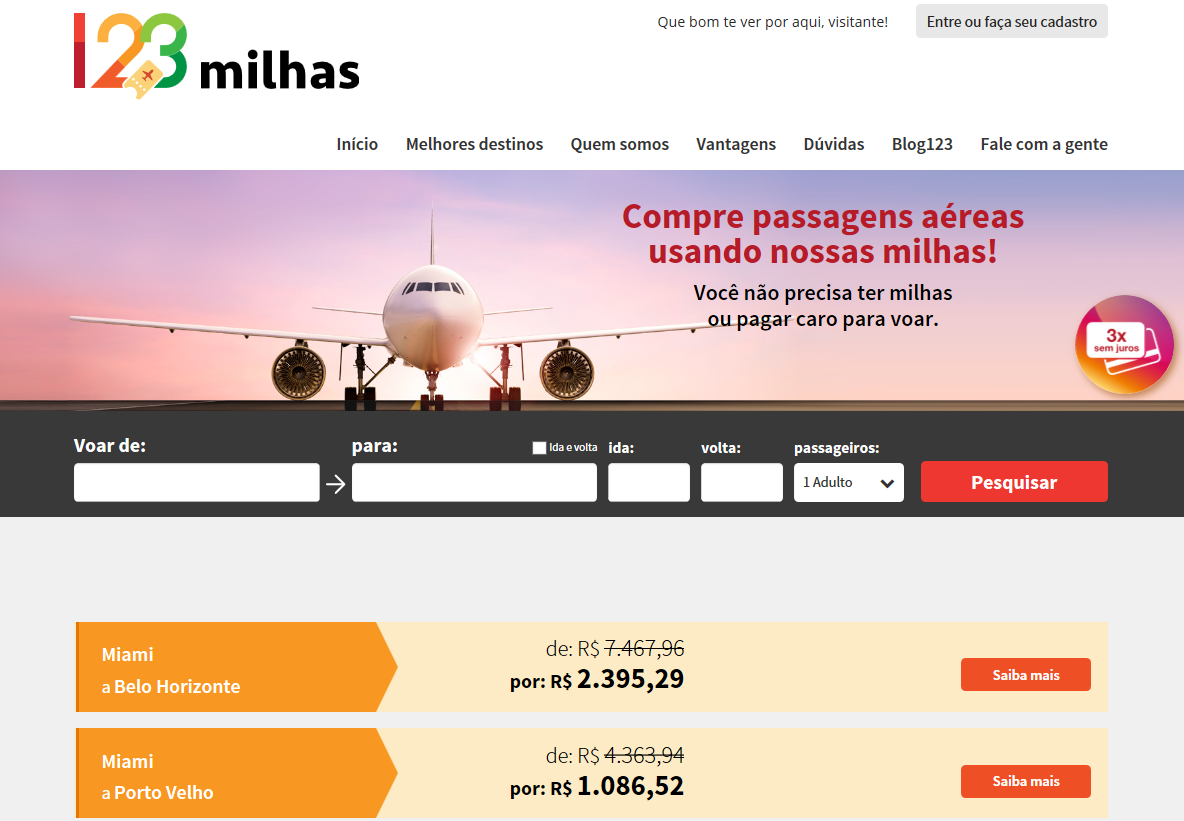 123 milhas
Que bom te ver por aqui, visitante!
Entre ou faça seu cadastro
Início Melhores destinos Quem somos Vantagens Dúvidas Blog123 Fale com a gente
Compre passagens aéreas
usando nossas milhas!
Você não precisa ter milhas
ou pagar caro para voar.
3x
sem juros
Voar de: para: Ida e volta ida: volta: passageiros:
1 Adulto
Pesquisar
Miami
a Belo Horizonte
de: R$ 7.467,96
por: R$ 2.395,29
Saiba mais
Miami
a Porto Velho
de: R$ 4.363,94
por: R$ 1.086,52
Saiba mais